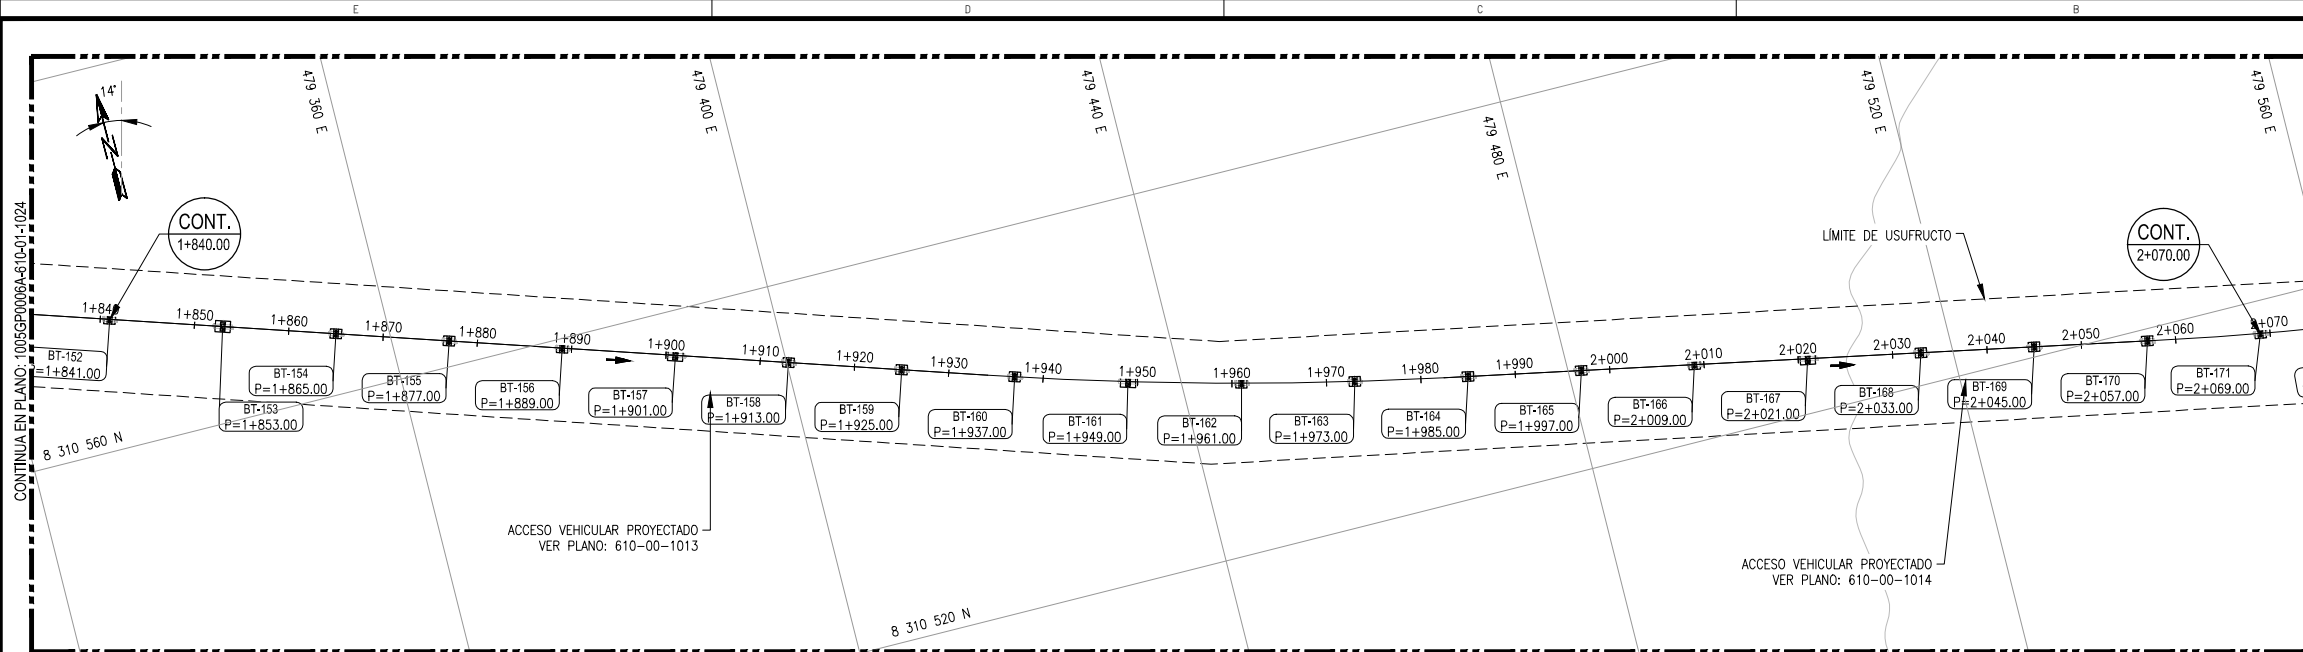 E
D
C
B
479 360 E
479 400 E
479 440 E
479 480 E
479 520 E
479 560 E
14°
N
CONTINUA EN PLANO: 1005GP0006A-610-01-1024
CONT.
1+840.00
LÍMITE DE USUFRUCTO
CONT.
2+070.00
1+840
1+850
1+860
1+870
1+880
1+890
1+900
1+910
1+920
1+930
1+940
1+950
1+960
1+970
1+980
1+990
2+000
2+010
2+020
2+030
2+040
2+050
2+060
2+070
BT-152
=1+841.00
BT-153
P=1+853.00
BT-154
P=1+865.00
BT-155
P=1+877.00
BT-156
P=1+889.00
BT-157
P=1+901.00
BT-158
P=1+913.00
BT-159
P=1+925.00
BT-160
P=1+937.00
BT-161
P=1+949.00
BT-162
P=1+961.00
BT-163
P=1+973.00
BT-164
P=1+985.00
BT-165
P=1+997.00
BT-166
P=2+009.00
BT-167
P=2+021.00
BT-168
P=2+033.00
BT-169
P=2+045.00
BT-170
P=2+057.00
BT-171
P=2+069.00
8 310 560 N
ACCESO VEHICULAR PROYECTADO
VER PLANO: 610-00-1013
ACCESO VEHICULAR PROYECTADO
VER PLANO: 610-00-1014
8 310 520 N